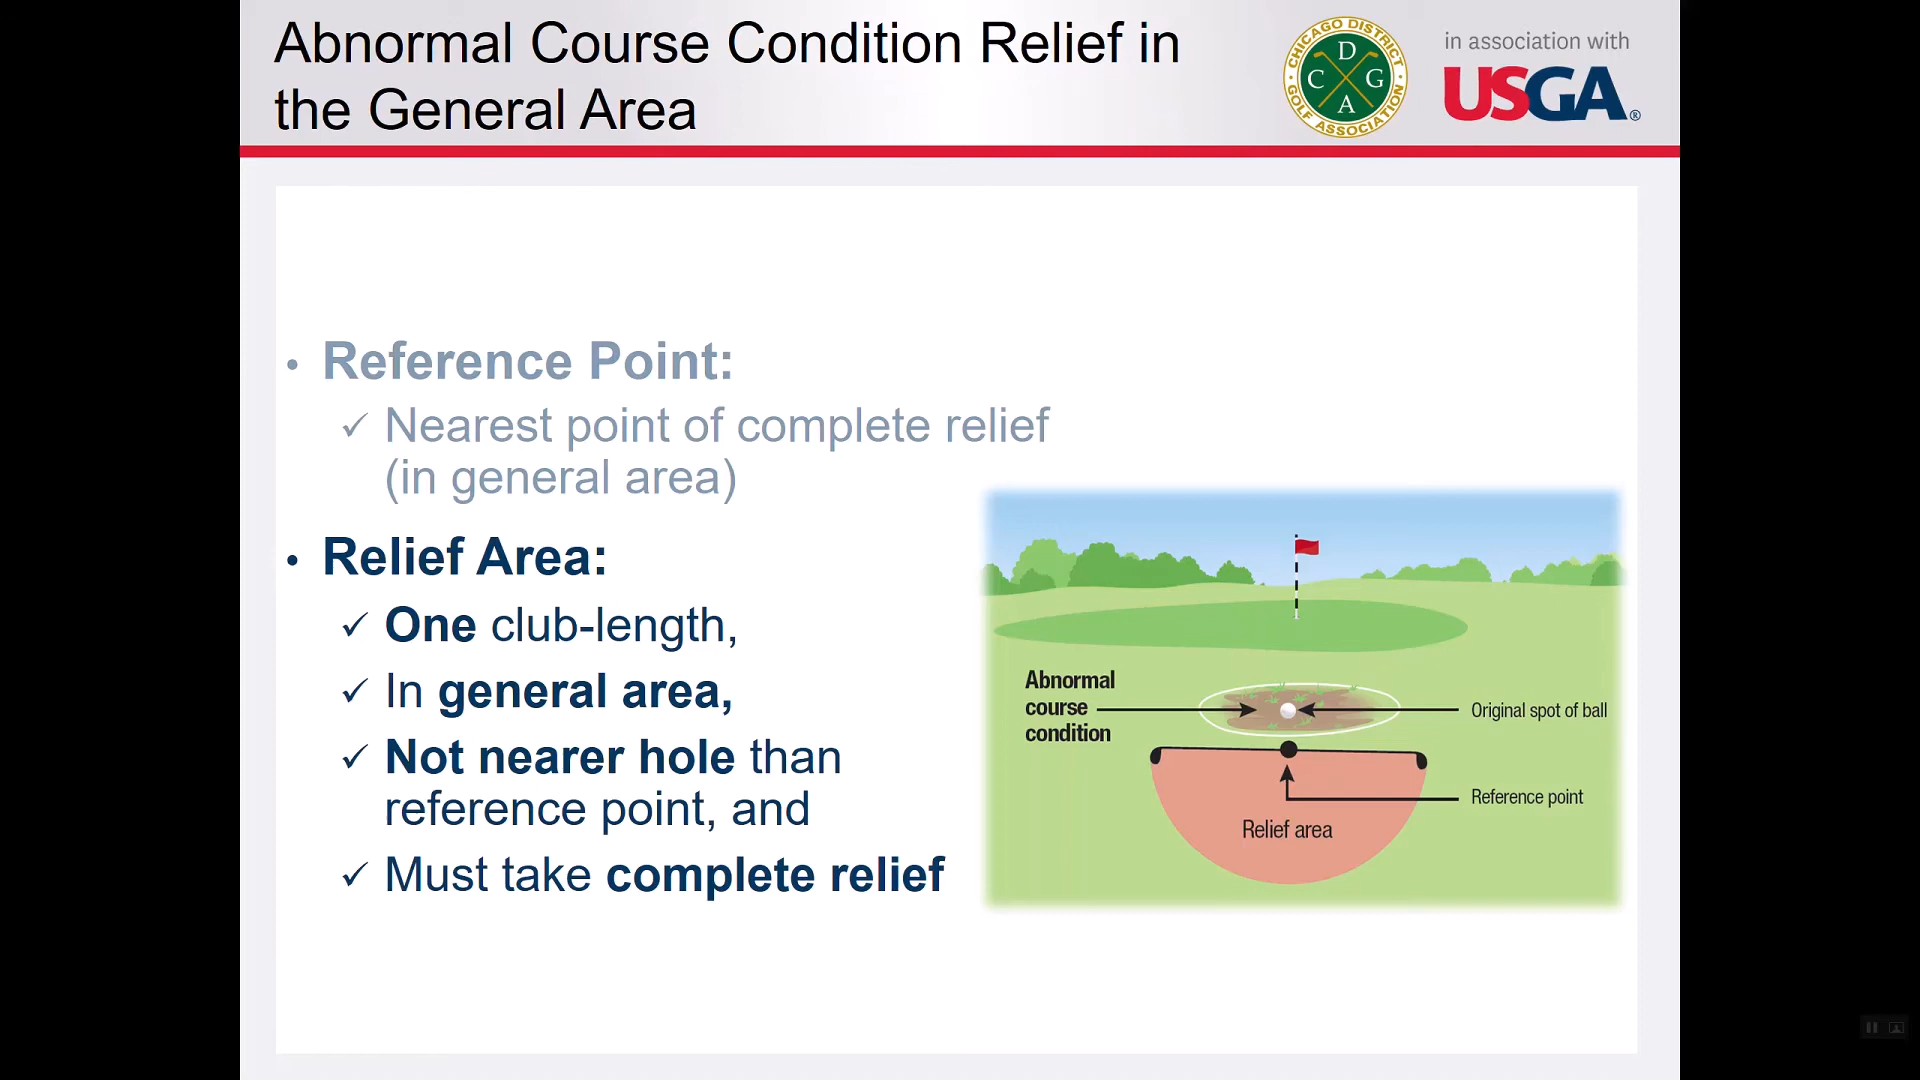 Abnormal Course Condition Relief in
the General Area
CHICAGO DISTRICT
GOLF ASSOCIATION
D
C G
A
in association with
USGA®
• Reference Point:
✓ Nearest point of complete relief
(in general area)
• Relief Area:
✓ One club-length,
✓ In general area,
✓ Not nearer hole than
reference point, and
✓ Must take complete relief
Abnormal
course
condition
Original spot of ball
Reference point
Relief area